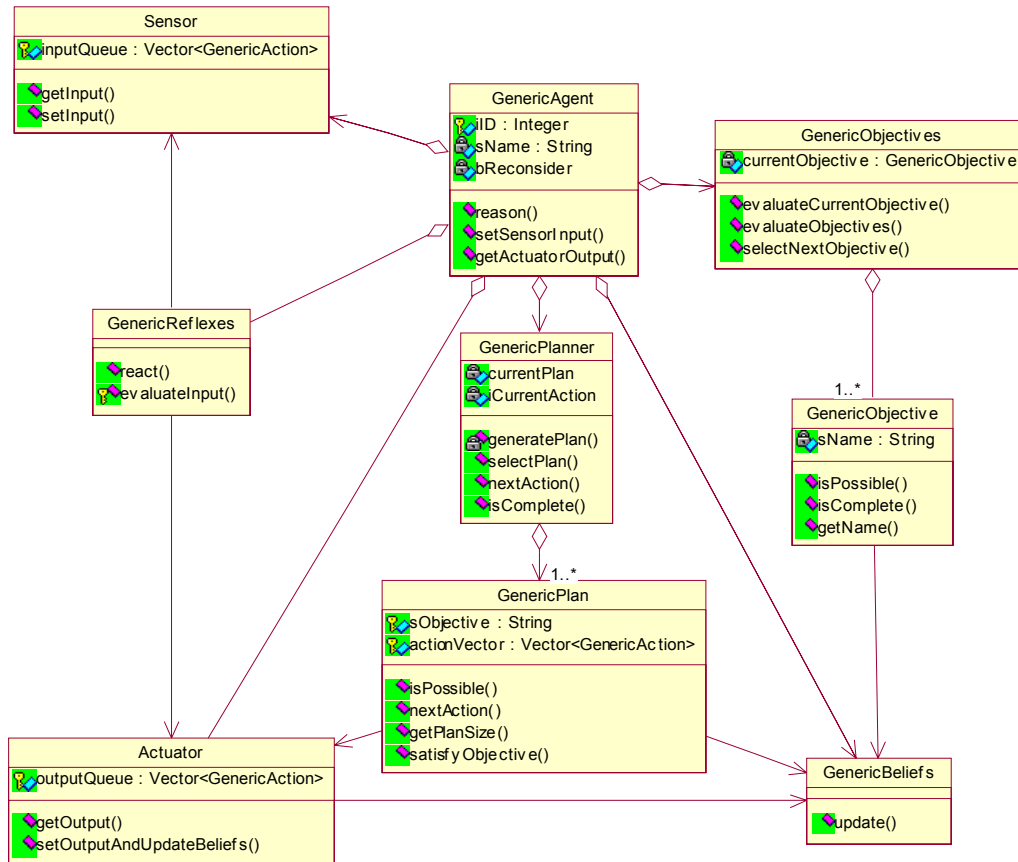 Sensor
inputQueue : Vector<GenericAction>
getInput()
setInput()
GenericAgent
iID : Integer
sName : String
bReconsider
reason()
setSensorInput()
getActuatorOutput()
GenericObjectives
currentObjective : GenericObjective
evaluateCurrentObjective()
evaluateObjectives()
selectNextObjective()
GenericReflexes
react()
evaluateInput()
GenericPlanner
currentPlan
iCurrentAction
generatePlan()
selectPlan()
nextAction()
isComplete()
1..*
GenericObjective
sName : String
isPossible()
isComplete()
getName()
1..*
GenericPlan
sObjective : String
actionVector : Vector<GenericAction>
isPossible()
nextAction()
getPlanSize()
satisfyObjective()
Actuator
outputQueue : Vector<GenericAction>
getOutput()
setOutputAndUpdateBeliefs()
GenericBeliefs
update()